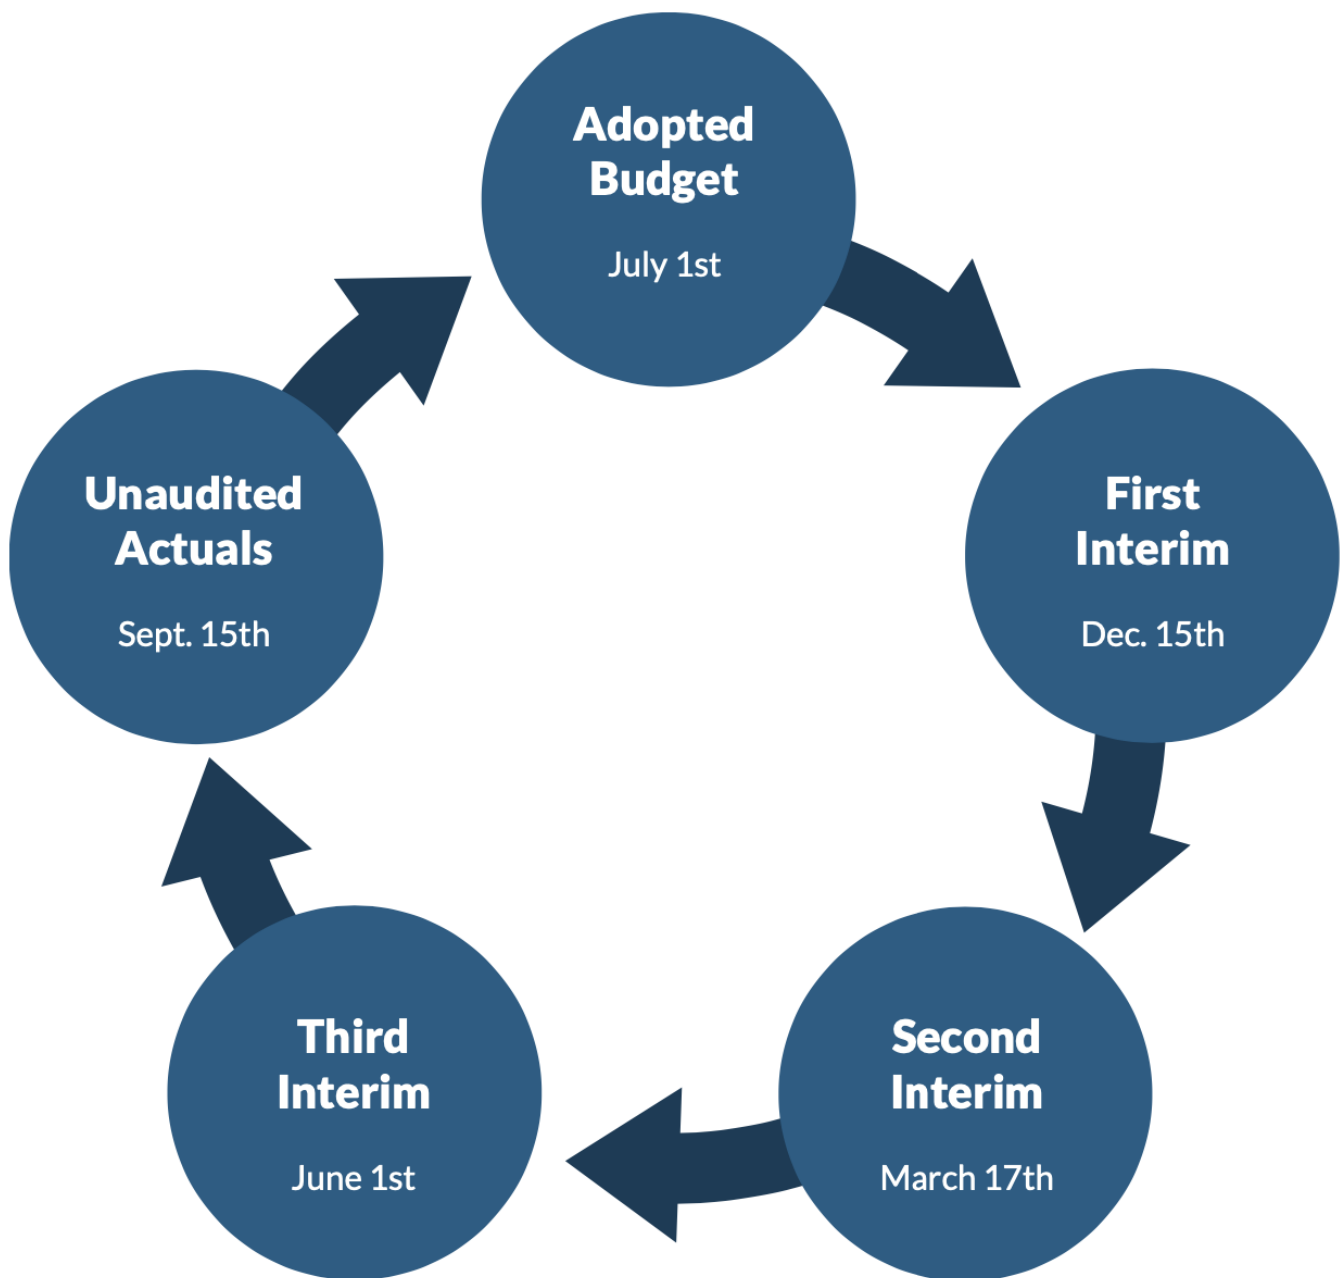 Adopted
Budget
July 1st
First
Interim
Dec. 15th
Second
Interim
March 17th
Third
Interim
June 1st
Unaudited
Actuals
Sept. 15th